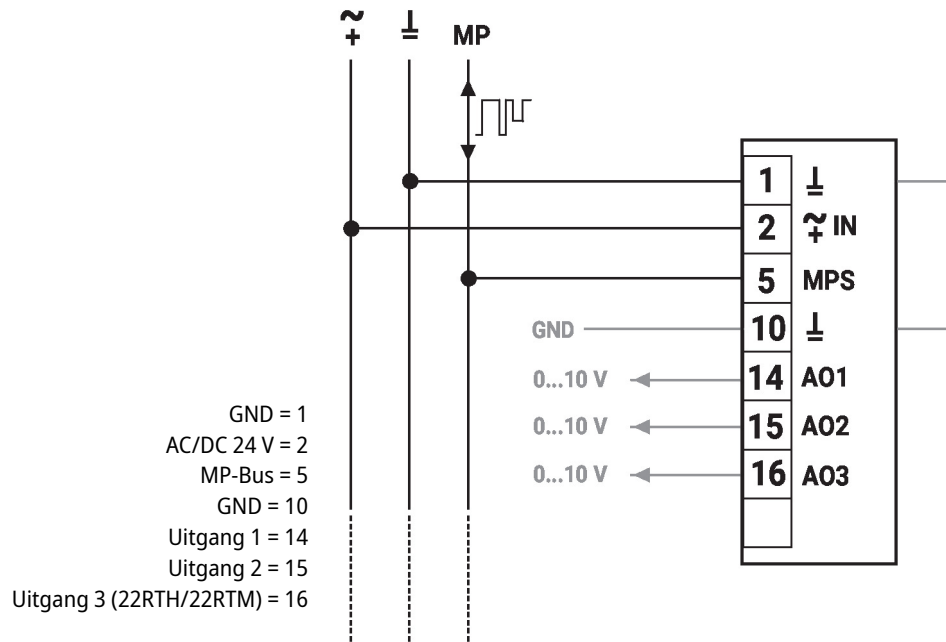 MP
1
2 IN
5 MPS
GND 10
0...10 V 14 AO1
0...10 V 15 AO2
0...10 V 16 AO3
GND = 1
AC/DC 24 V = 2
MP-Bus = 5
GND = 10
Uitgang 1 = 14
Uitgang 2 = 15
Uitgang 3 (22RTH/22RTM) = 16